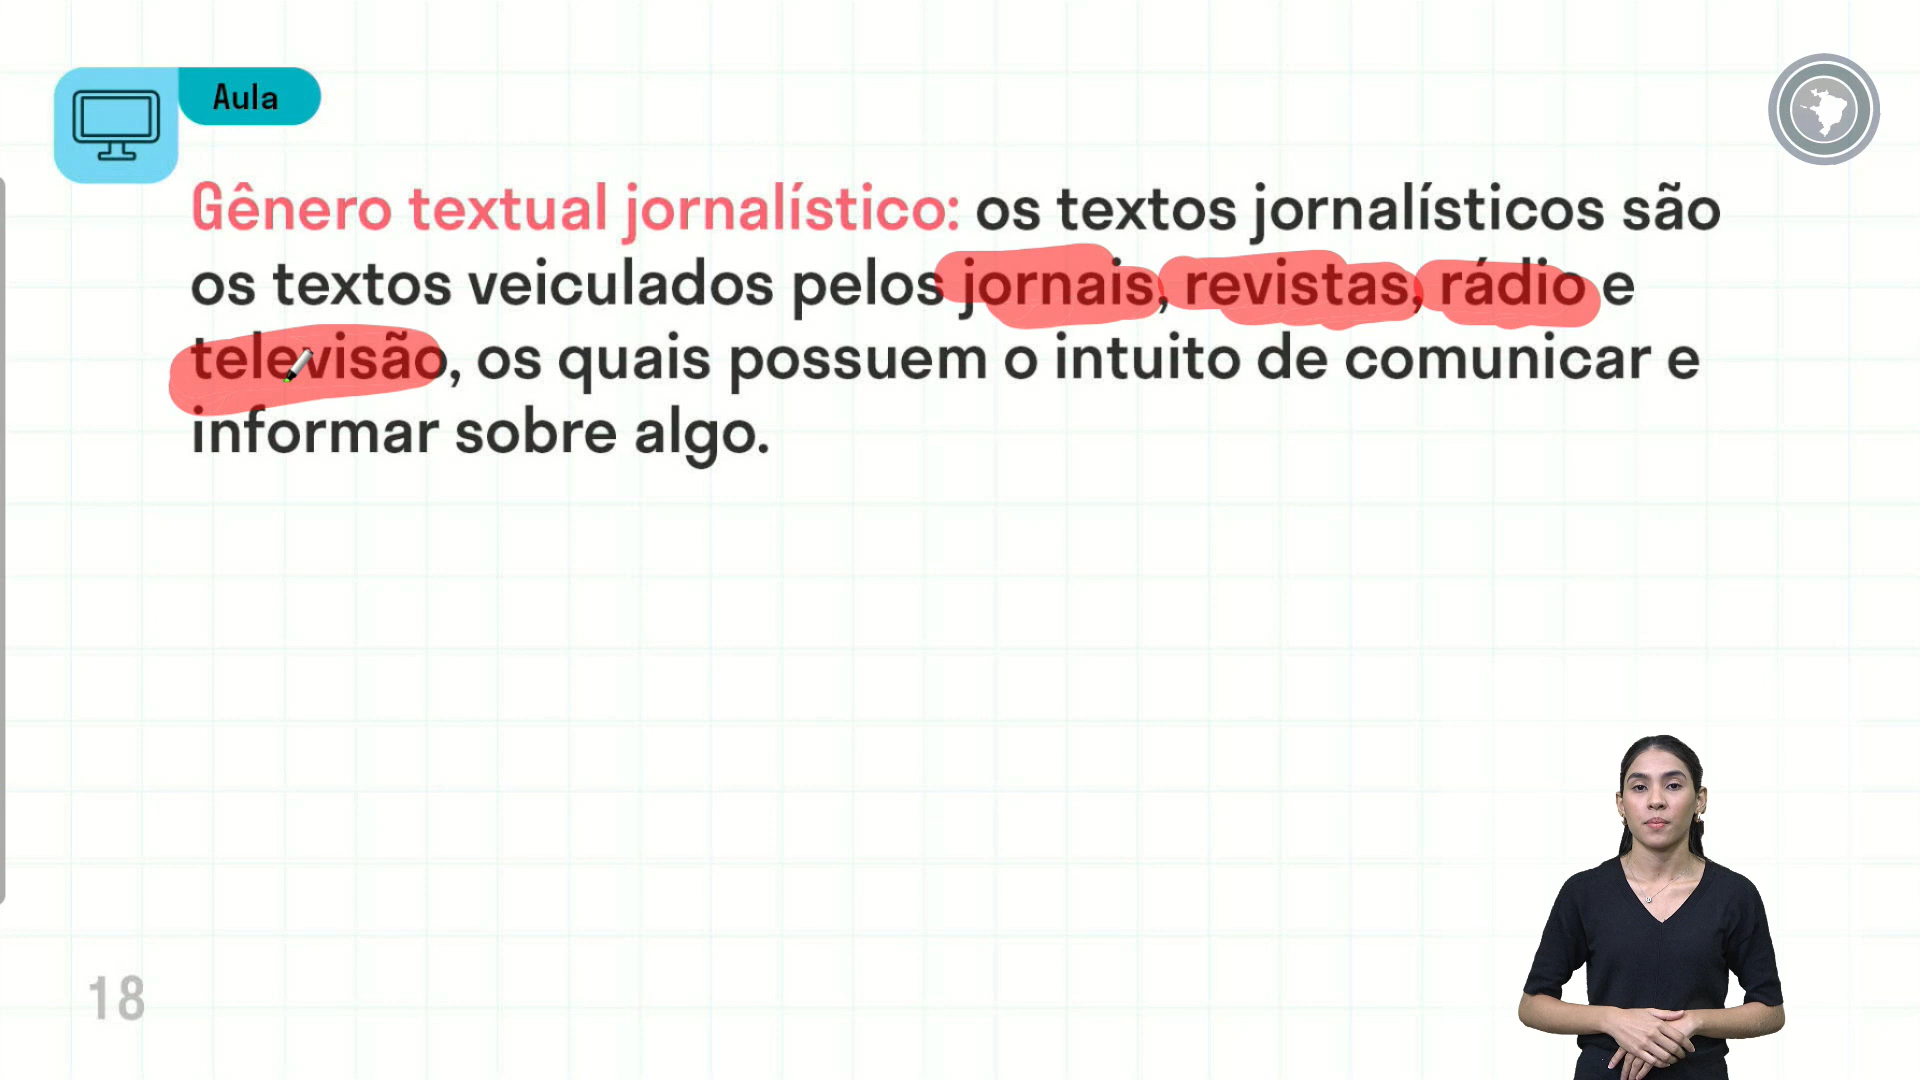 Aula
Gênero textual jornalístico: os textos jornalísticos são
os textos veiculados pelos jornais, revistas, rádio e
televisão, os quais possuem o intuito de comunicar e
informar sobre algo.
18